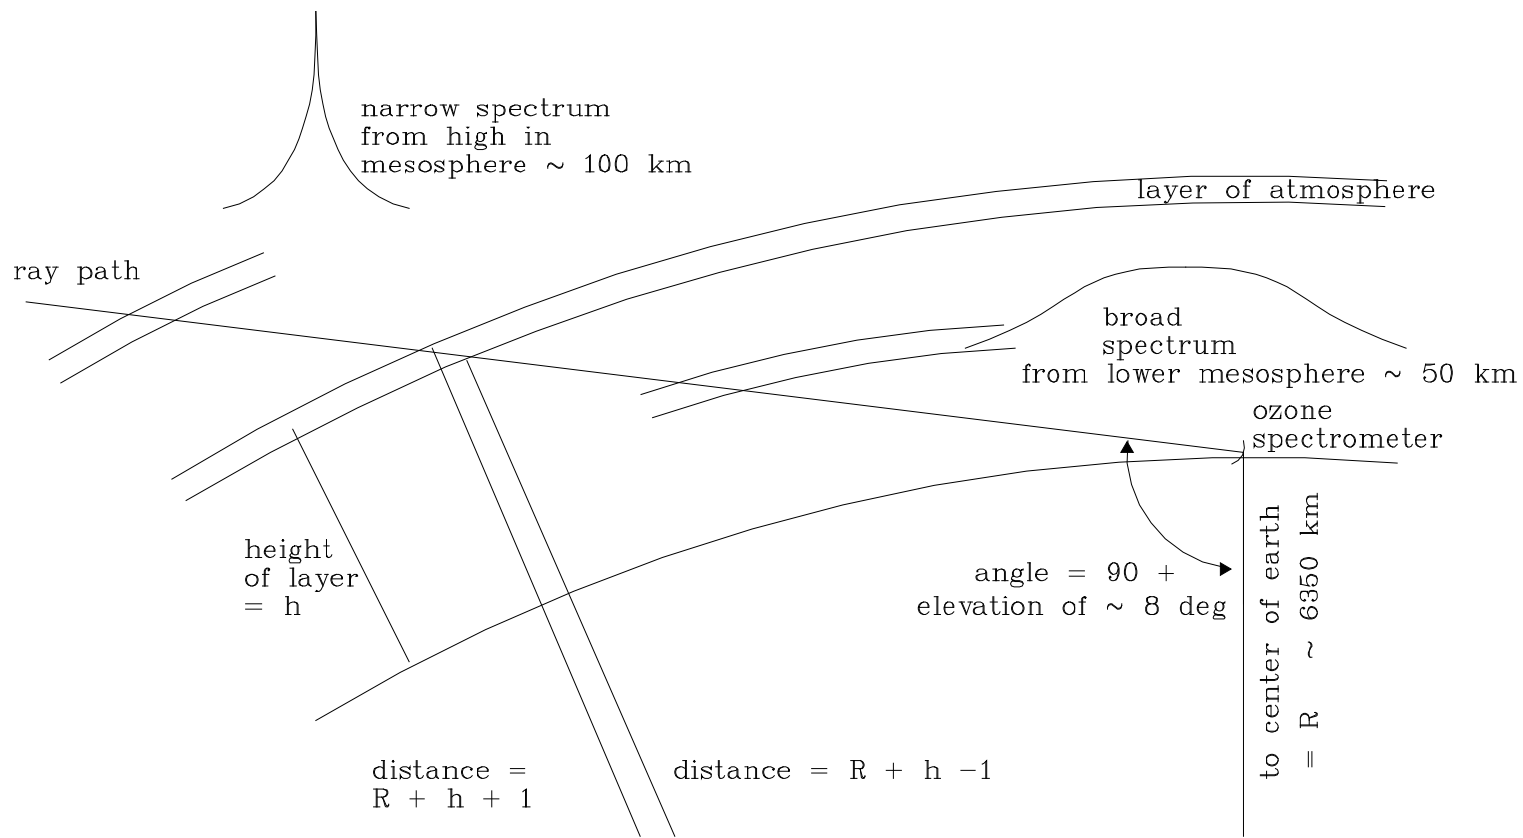 narrow spectrum
from high in
mesosphere ~ 100 km
layer of atmosphere
ray path
broad
spectrum
from lower mesosphere ~ 50 km
ozone
spectrometer
height
of layer
= h
angle = 90 +
elevation of ~ 8 deg
to center of earth
= R ~ 6350 km
distance =
R + h + 1
distance = R + h -1